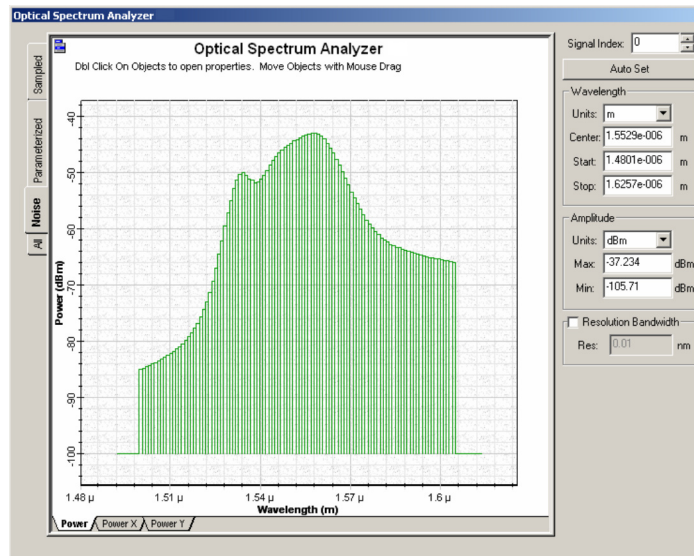 Optical Spectrum Analyzer
Optical Spectrum Analyzer
Dbl Click On Objects to open properties. Move Objects with Mouse Drag
Sampled
Parameterized
Noise
All
Power (dBm)
-40
-50
-60
-70
-80
-90
-100
1.48 µ
1.51 µ
1.54 µ
1.57 µ
1.6 µ
Wavelength (m)
Power
Power X
Power Y
Signal Index: 0
Auto Set
Wavelength
Units: m
Center: 1.5529e-006 m
Start: 1.4801e-006 m
Stop: 1.6257e-006 m
Amplitude
Units: dBm
Max: -37.234 dBm
Min: -105.71 dBm
Resolution Bandwidth
Res: 0.01 nm